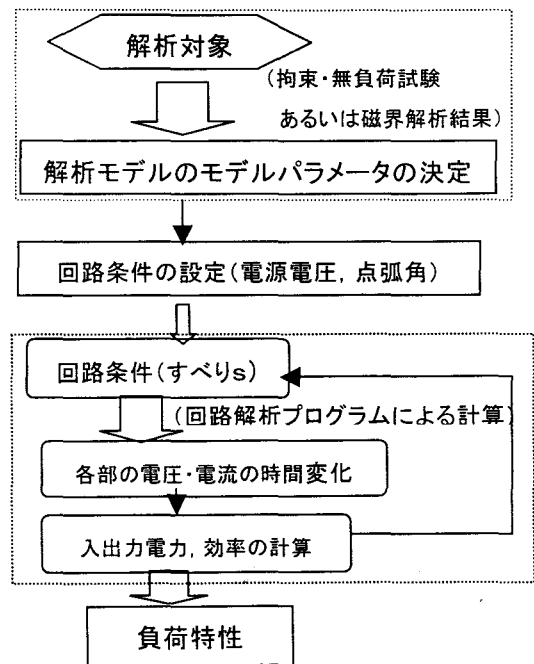 解析対象
(拘束・無負荷試験
あるいは磁界解析結果)
解析モデルのモデルパラメータの決定
回路条件の設定(電源電圧, 点弧角)
回路条件(すべりs)
(回路解析プログラムによる計算)
各部の電圧・電流の時間変化
入出力電力, 効率の計算
負荷特性